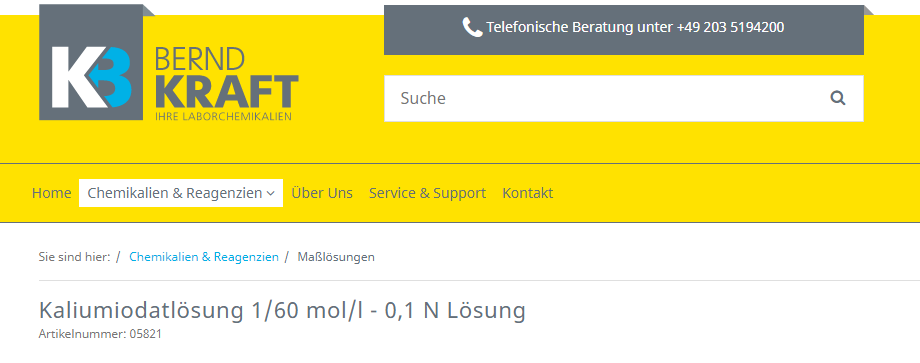 Telefonische Beratung unter +49 203 5194200
KB BERND
KRAFT
IHRE LABORCHEMIKALIEN
Suche
Home Chemikalien & Reagenzien Über Uns Service & Support Kontakt
Sie sind hier: / Chemikalien & Reagenzien / Maßlösungen
Kaliumiodatlösung 1/60 mol/l - 0,1 N Lösung
Artikelnummer: 05821